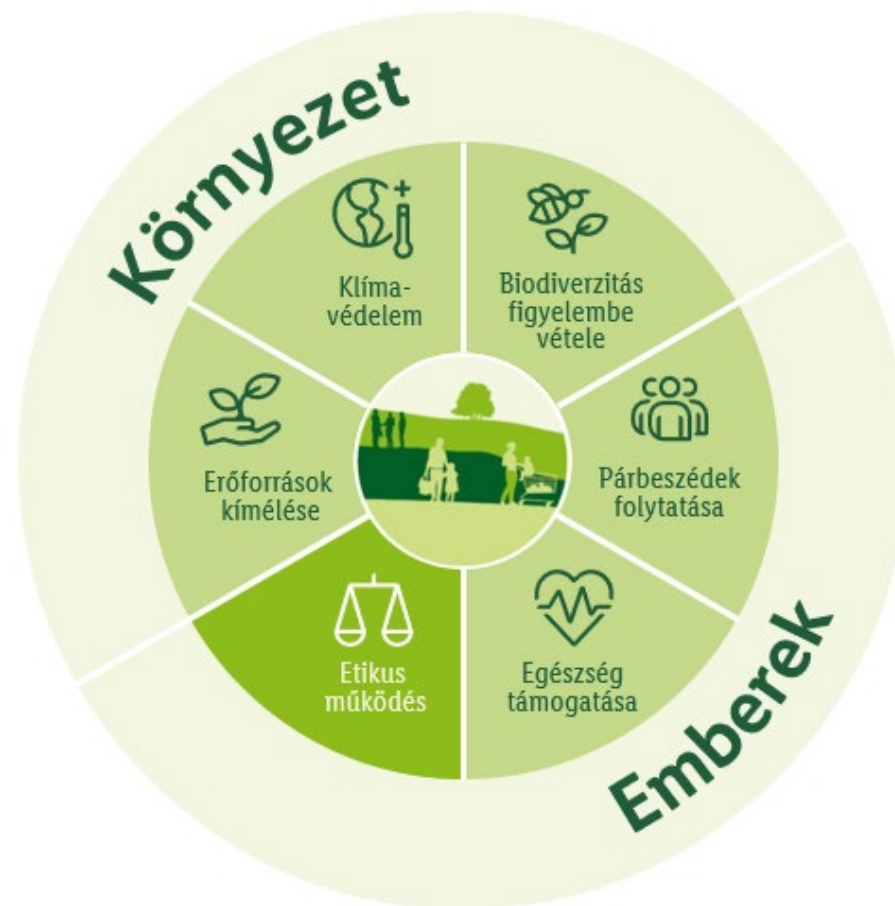 Környezet
Klíma-
védelem
Biodiverzitás
figyelembe
vétele
Erőforrások
kímélése
Párbeszédek
folytatása
Etikus
működés
Egészség
támogatása
Emberek